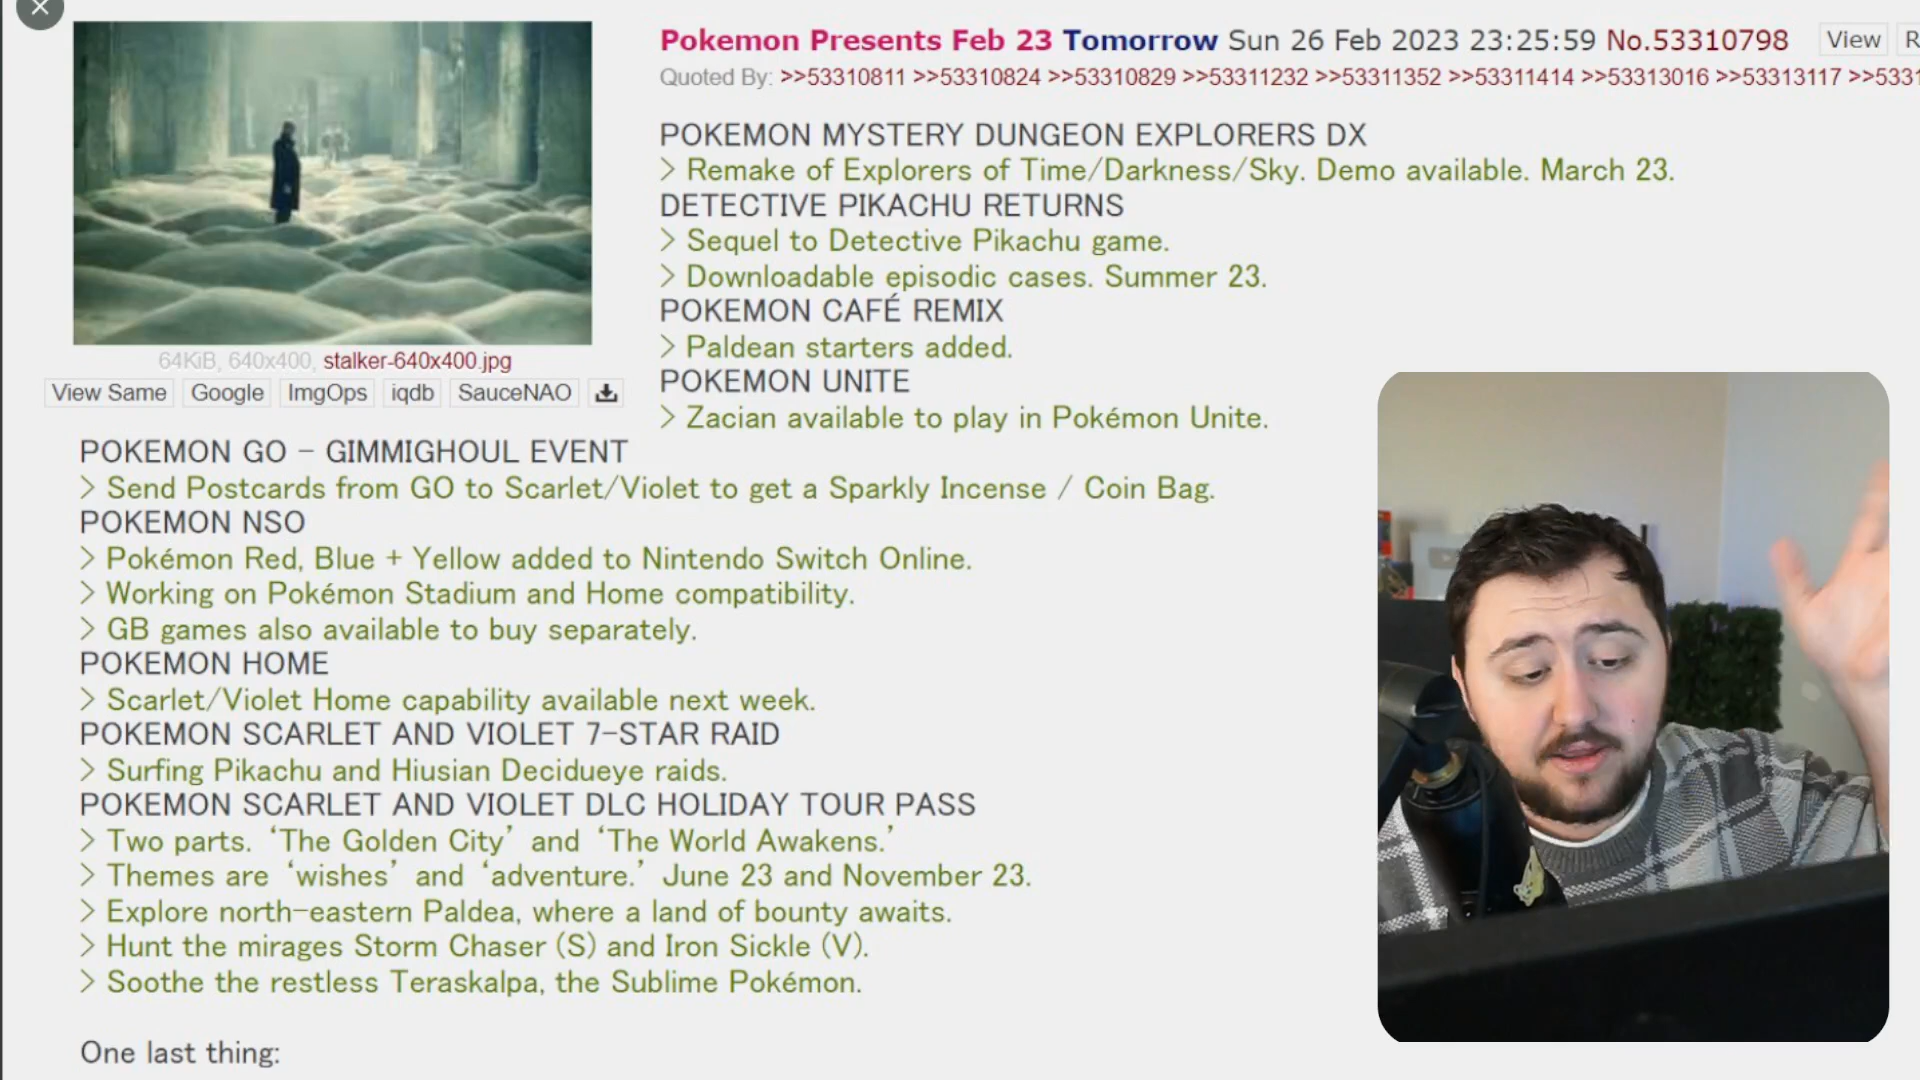 Pokemon Presents Feb 23 Tomorrow Sun 26 Feb 2023 23:25:59 No.53310798 View R
Quoted By: >>53310811 >>53310824 >>53310829 >>53311232 >>53311352 >>53311414 >>53313016 >>53313117 >>5331
POKEMON MYSTERY DUNGEON EXPLORERS DX
> Remake of Explorers of Time/Darkness/Sky. Demo available. March 23.
DETECTIVE PIKACHU RETURNS
> Sequel to Detective Pikachu game.
> Downloadable episodic cases. Summer 23.
POKEMON CAFÉ REMIX
> Paldean starters added.
POKEMON UNITE
> Zacian available to play in Pokémon Unite.
64KiB, 640x400, stalker-640x400.jpg
View Same Google ImgOps iqdb SauceNAO
POKEMON GO – GIMMIGHOUL EVENT
> Send Postcards from GO to Scarlet/Violet to get a Sparkly Incense / Coin Bag.
POKEMON NSO
> Pokémon Red, Blue + Yellow added to Nintendo Switch Online.
> Working on Pokémon Stadium and Home compatibility.
> GB games also available to buy separately.
POKEMON HOME
> Scarlet/Violet Home capability available next week.
POKEMON SCARLET AND VIOLET 7-STAR RAID
> Surfing Pikachu and Hiusian Decidueye raids.
POKEMON SCARLET AND VIOLET DLC HOLIDAY TOUR PASS
> Two parts. ‘The Golden City’ and ‘The World Awakens.’
> Themes are ‘wishes’ and ‘adventure.’ June 23 and November 23.
> Explore north-eastern Paldea, where a land of bounty awaits.
> Hunt the mirages Storm Chaser (S) and Iron Sickle (V).
> Soothe the restless Teraskalpa, the Sublime Pokémon.
One last thing: